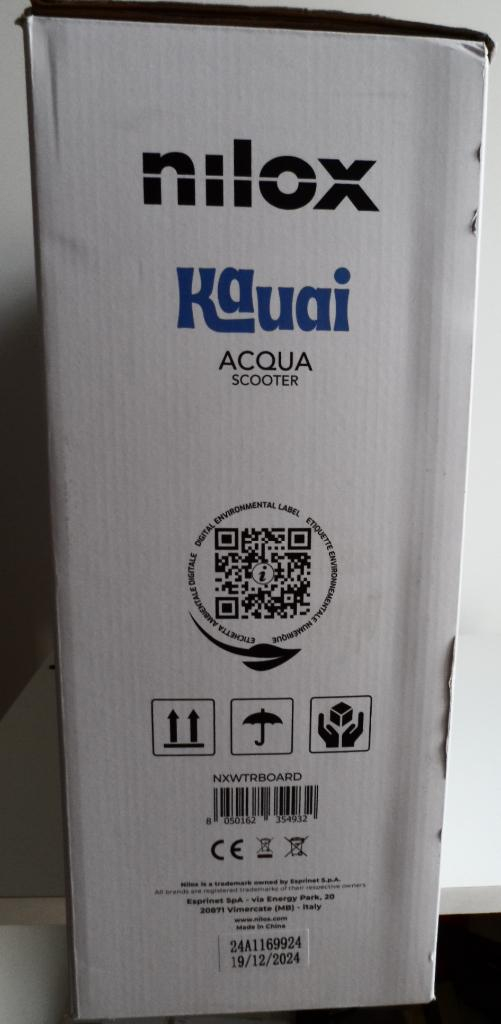 nilox
Kauai
ACQUA
SCOOTER
DIGITAL ENVIRONMENTAL LABEL
ETIQUETTE ENVIRONNEMENTALE NUMERIQUE
ETICHETTA AMBIENTALE DIGITALE
NXWTRBOARD
8 050162 354932
CE
Nilox is a trademark owned by Esprinet S.p.A.
All brands are registered trademarks of their respective owners
Esprinet SpA - via Energy Park, 20
20871 Vimercate (MB) - Italy
www.nilox.com
Made in China
24A1169924
19/12/2024